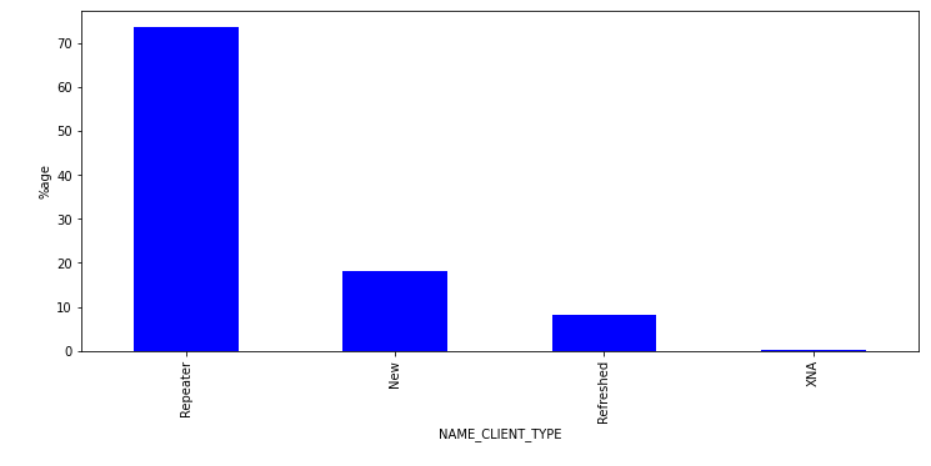 %age
70
60
50
40
30
20
10
0
Repeater
New
Refreshed
XNA
NAME_CLIENT_TYPE